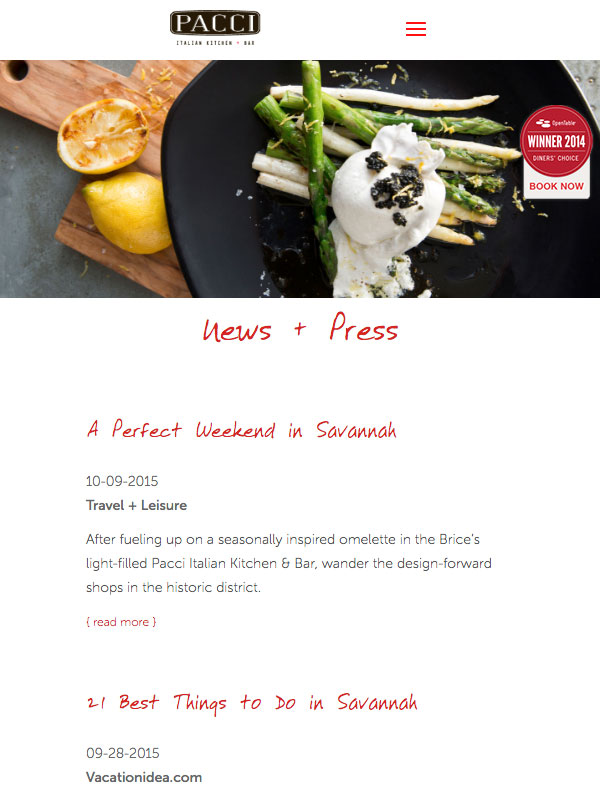 PACCI
ITALIAN KITCHEN + BAR
OpenTable
WINNER 2014
DINERS' CHOICE
BOOK NOW
News + Press
A Perfect Weekend in Savannah
10-09-2015
Travel + Leisure
After fueling up on a seasonally inspired omelette in the Brice's
light-filled Pacci Italian Kitchen & Bar, wander the design-forward
shops in the historic district.
{ read more }
21 Best Things to Do in Savannah
09-28-2015
Vacationidea.com